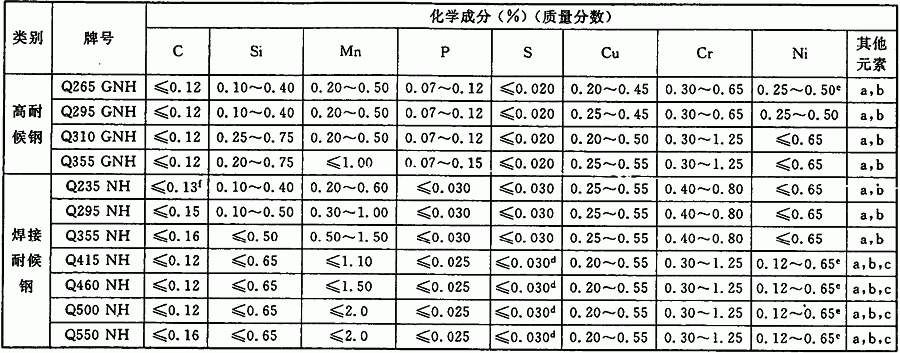 类别 牌号 化学成分(%)(质量分数)
C Si Mn P S Cu Cr Ni 其他元素
高耐候钢
Q265 GNH ≤0.12 0.10~0.40 0.20~0.50 0.07~0.12 ≤0.020 0.20~0.45 0.30~0.65 0.25~0.50e a,b
Q295 GNH ≤0.12 0.10~0.40 0.20~0.50 0.07~0.12 ≤0.020 0.25~0.45 0.30~0.65 0.25~0.50 a,b
Q310 GNH ≤0.12 0.25~0.75 0.20~0.50 0.07~0.12 ≤0.020 0.20~0.50 0.30~1.25 ≤0.65 a,b
Q355 GNH ≤0.12 0.20~0.75 ≤1.00 0.07~0.15 ≤0.020 0.25~0.55 0.30~1.25 ≤0.65 a,b
焊接耐候钢
Q235 NH ≤0.13f 0.10~0.40 0.20~0.60 ≤0.030 ≤0.030 0.25~0.55 0.40~0.80 ≤0.65 a,b
Q295 NH ≤0.15 0.10~0.50 0.30~1.00 ≤0.030 ≤0.030 0.25~0.55 0.40~0.80 ≤0.65 a,b
Q355 NH ≤0.16 ≤0.50 0.50~1.50 ≤0.030 ≤0.030 0.25~0.55 0.40~0.80 ≤0.65 a,b
Q415 NH ≤0.12 ≤0.65 ≤1.10 ≤0.025 ≤0.030d 0.20~0.55 0.30~1.25 0.12~0.65e a,b,c
Q460 NH ≤0.12 ≤0.65 ≤1.50 ≤0.025 ≤0.030d 0.20~0.55 0.30~1.25 0.12~0.65e a,b,c
Q500 NH ≤0.12 ≤0.65 ≤2.0 ≤0.025 ≤0.030d 0.20~0.55 0.30~1.25 0.12~0.65e a,b,c
Q550 NH ≤0.16 ≤0.65 ≤2.0 ≤0.025 ≤0.030d 0.20~0.55 0.30~1.25 0.12~0.65e a,b,c